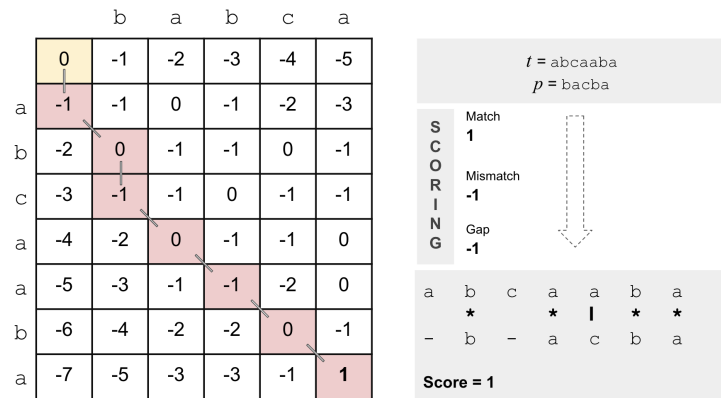 b a b c a
0 -1 -2 -3 -4 -5
a -1 -1 0 -1 -2 -3
b -2 0 -1 -1 0 -1
c -3 -1 -1 0 -1 -1
a -4 -2 0 -1 -1 0
a -5 -3 -1 -1 -2 0
b -6 -4 -2 -2 0 -1
a -7 -5 -3 -3 -1 1
t = abcaaba
p = bacba
SCORING
Match
1
Mismatch
-1
Gap
-1
a b c a a b a
* * | * *
- b - a c b a
Score = 1